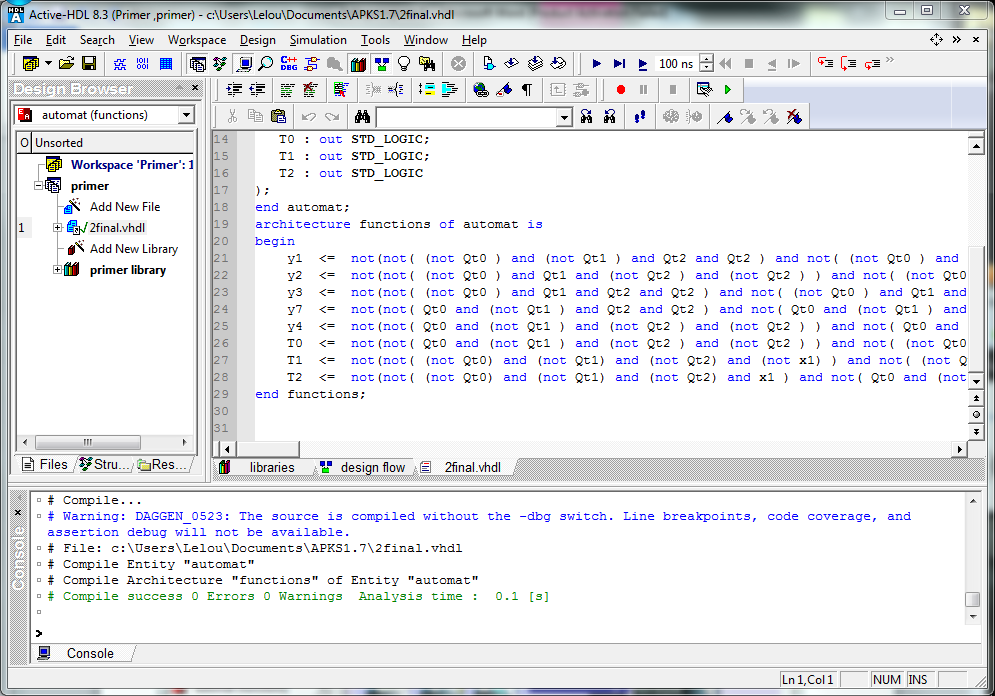 Active-HDL 8.3 (Primer ,primer) - c:\Users\Lelou\Documents\APKS1.7\2final.vhdl
File Edit Search View Workspace Design Simulation Tools Window Help
100 ns
Design Browser
automat (functions)
O Unsorted
Workspace 'Primer': 1
primer
Add New File
1 2final.vhdl
Add New Library
primer library
Files Stru... Res...
14 T0 : out STD_LOGIC;
15 T1 : out STD_LOGIC;
16 T2 : out STD_LOGIC
17 );
18 end automat;
19 architecture functions of automat is
20 begin
21 y1 <= not(not( (not Qt0 ) and (not Qt1 ) and Qt2 and Qt2 ) and not( (not Qt0 ) and
22 y2 <= not(not( (not Qt0 ) and Qt1 and (not Qt2 ) and (not Qt2 ) ) and not( (not Qt0
23 y3 <= not(not( (not Qt0 ) and Qt1 and Qt2 and Qt2 ) and not( (not Qt0 ) and Qt1 and
24 y7 <= not(not( Qt0 and (not Qt1 ) and Qt2 and Qt2 ) and not( Qt0 and (not Qt1 ) and
25 y4 <= not(not( Qt0 and Qt1 and (not Qt2 ) and (not Qt2 ) ) and not( Qt0 and
26 T0 <= not(not( Qt0 and (not Qt1 ) and (not Qt2 ) and (not Qt2 ) ) and not( (not Qt0
27 T1 <= not(not( (not Qt0) and (not Qt1) and (not Qt2) and (not x1) ) and not( (not Q
28 T2 <= not(not( (not Qt0) and (not Qt1) and (not Qt2) and x1 ) and not( Qt0 and (not
29 end functions;
30
31
libraries design flow 2final.vhdl
Console
# Compile...
# Warning: DAGGEN_0523: The source is compiled without the -dbg switch. Line breakpoints, code coverage, and
assertion debug will not be available.
# File: c:\Users\Lelou\Documents\APKS1.7\2final.vhdl
# Compile Entity "automat"
# Compile Architecture "functions" of Entity "automat"
# Compile success 0 Errors 0 Warnings Analysis time : 0.1 [s]
>
Console
Ln 1,Col 1 NUM INS